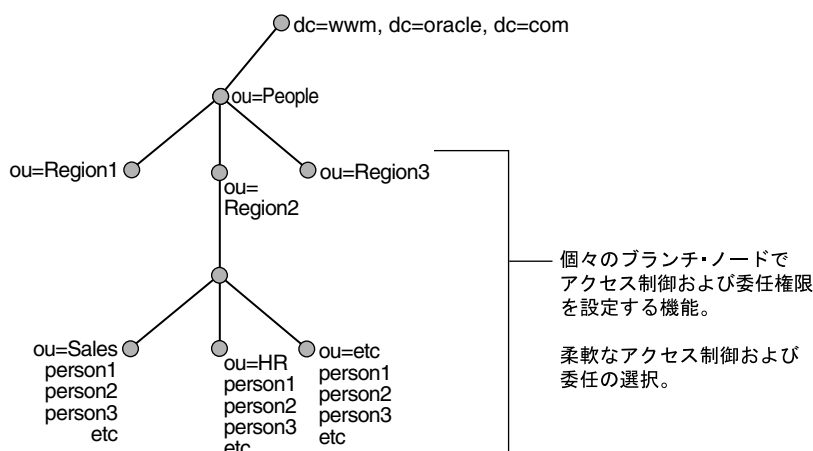 dc=wwm, dc=oracle, dc=com
ou=People
ou=Region1
ou=
Region2
ou=Region3
個々のブランチ・ノードで
アクセス制御および委任権限
を設定する機能。
柔軟なアクセス制御および
委任の選択。
ou=Sales
person1
person2
person3
etc
ou=HR
person1
person2
person3
etc
ou=etc
person1
person2
person3
etc